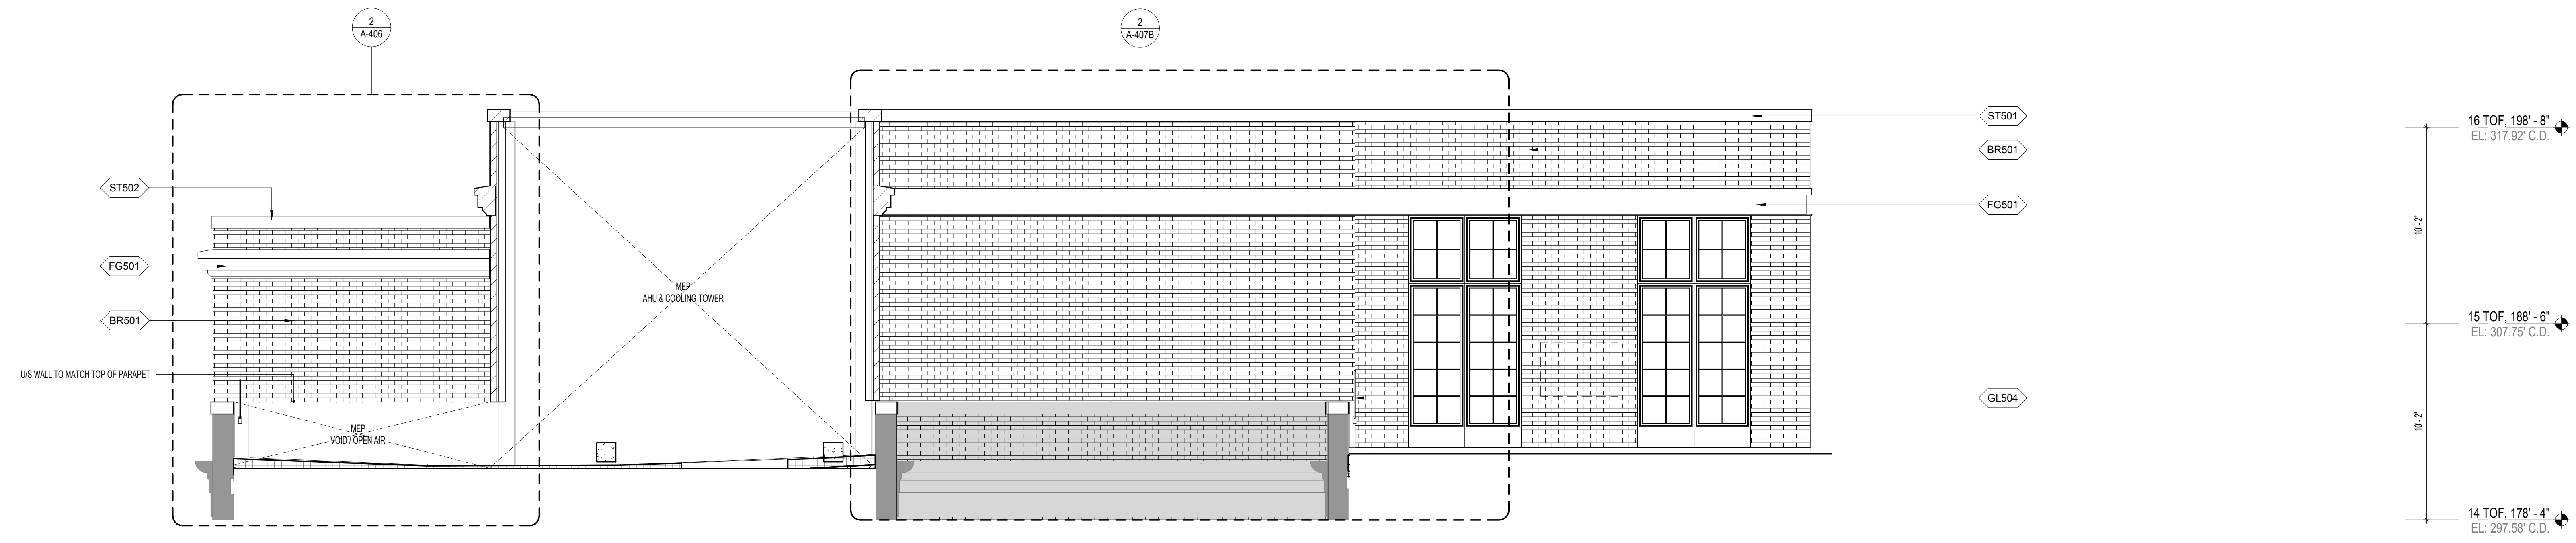 2
A-406
2
A-407B
ST501
16 TOF, 198' - 8"
EL: 317.92' C.D.
BR501
ST502
FG501
10' - 2"
FG501
MEP
AHU & COOLING TOWER
BR501
15 TOF, 188' - 6"
EL: 307.75' C.D.
U/S WALL TO MATCH TOP OF PARAPET
GL504
10' - 2"
MEP
VOID / OPEN AIR
14 TOF, 178' - 4"
EL: 297.58' C.D.